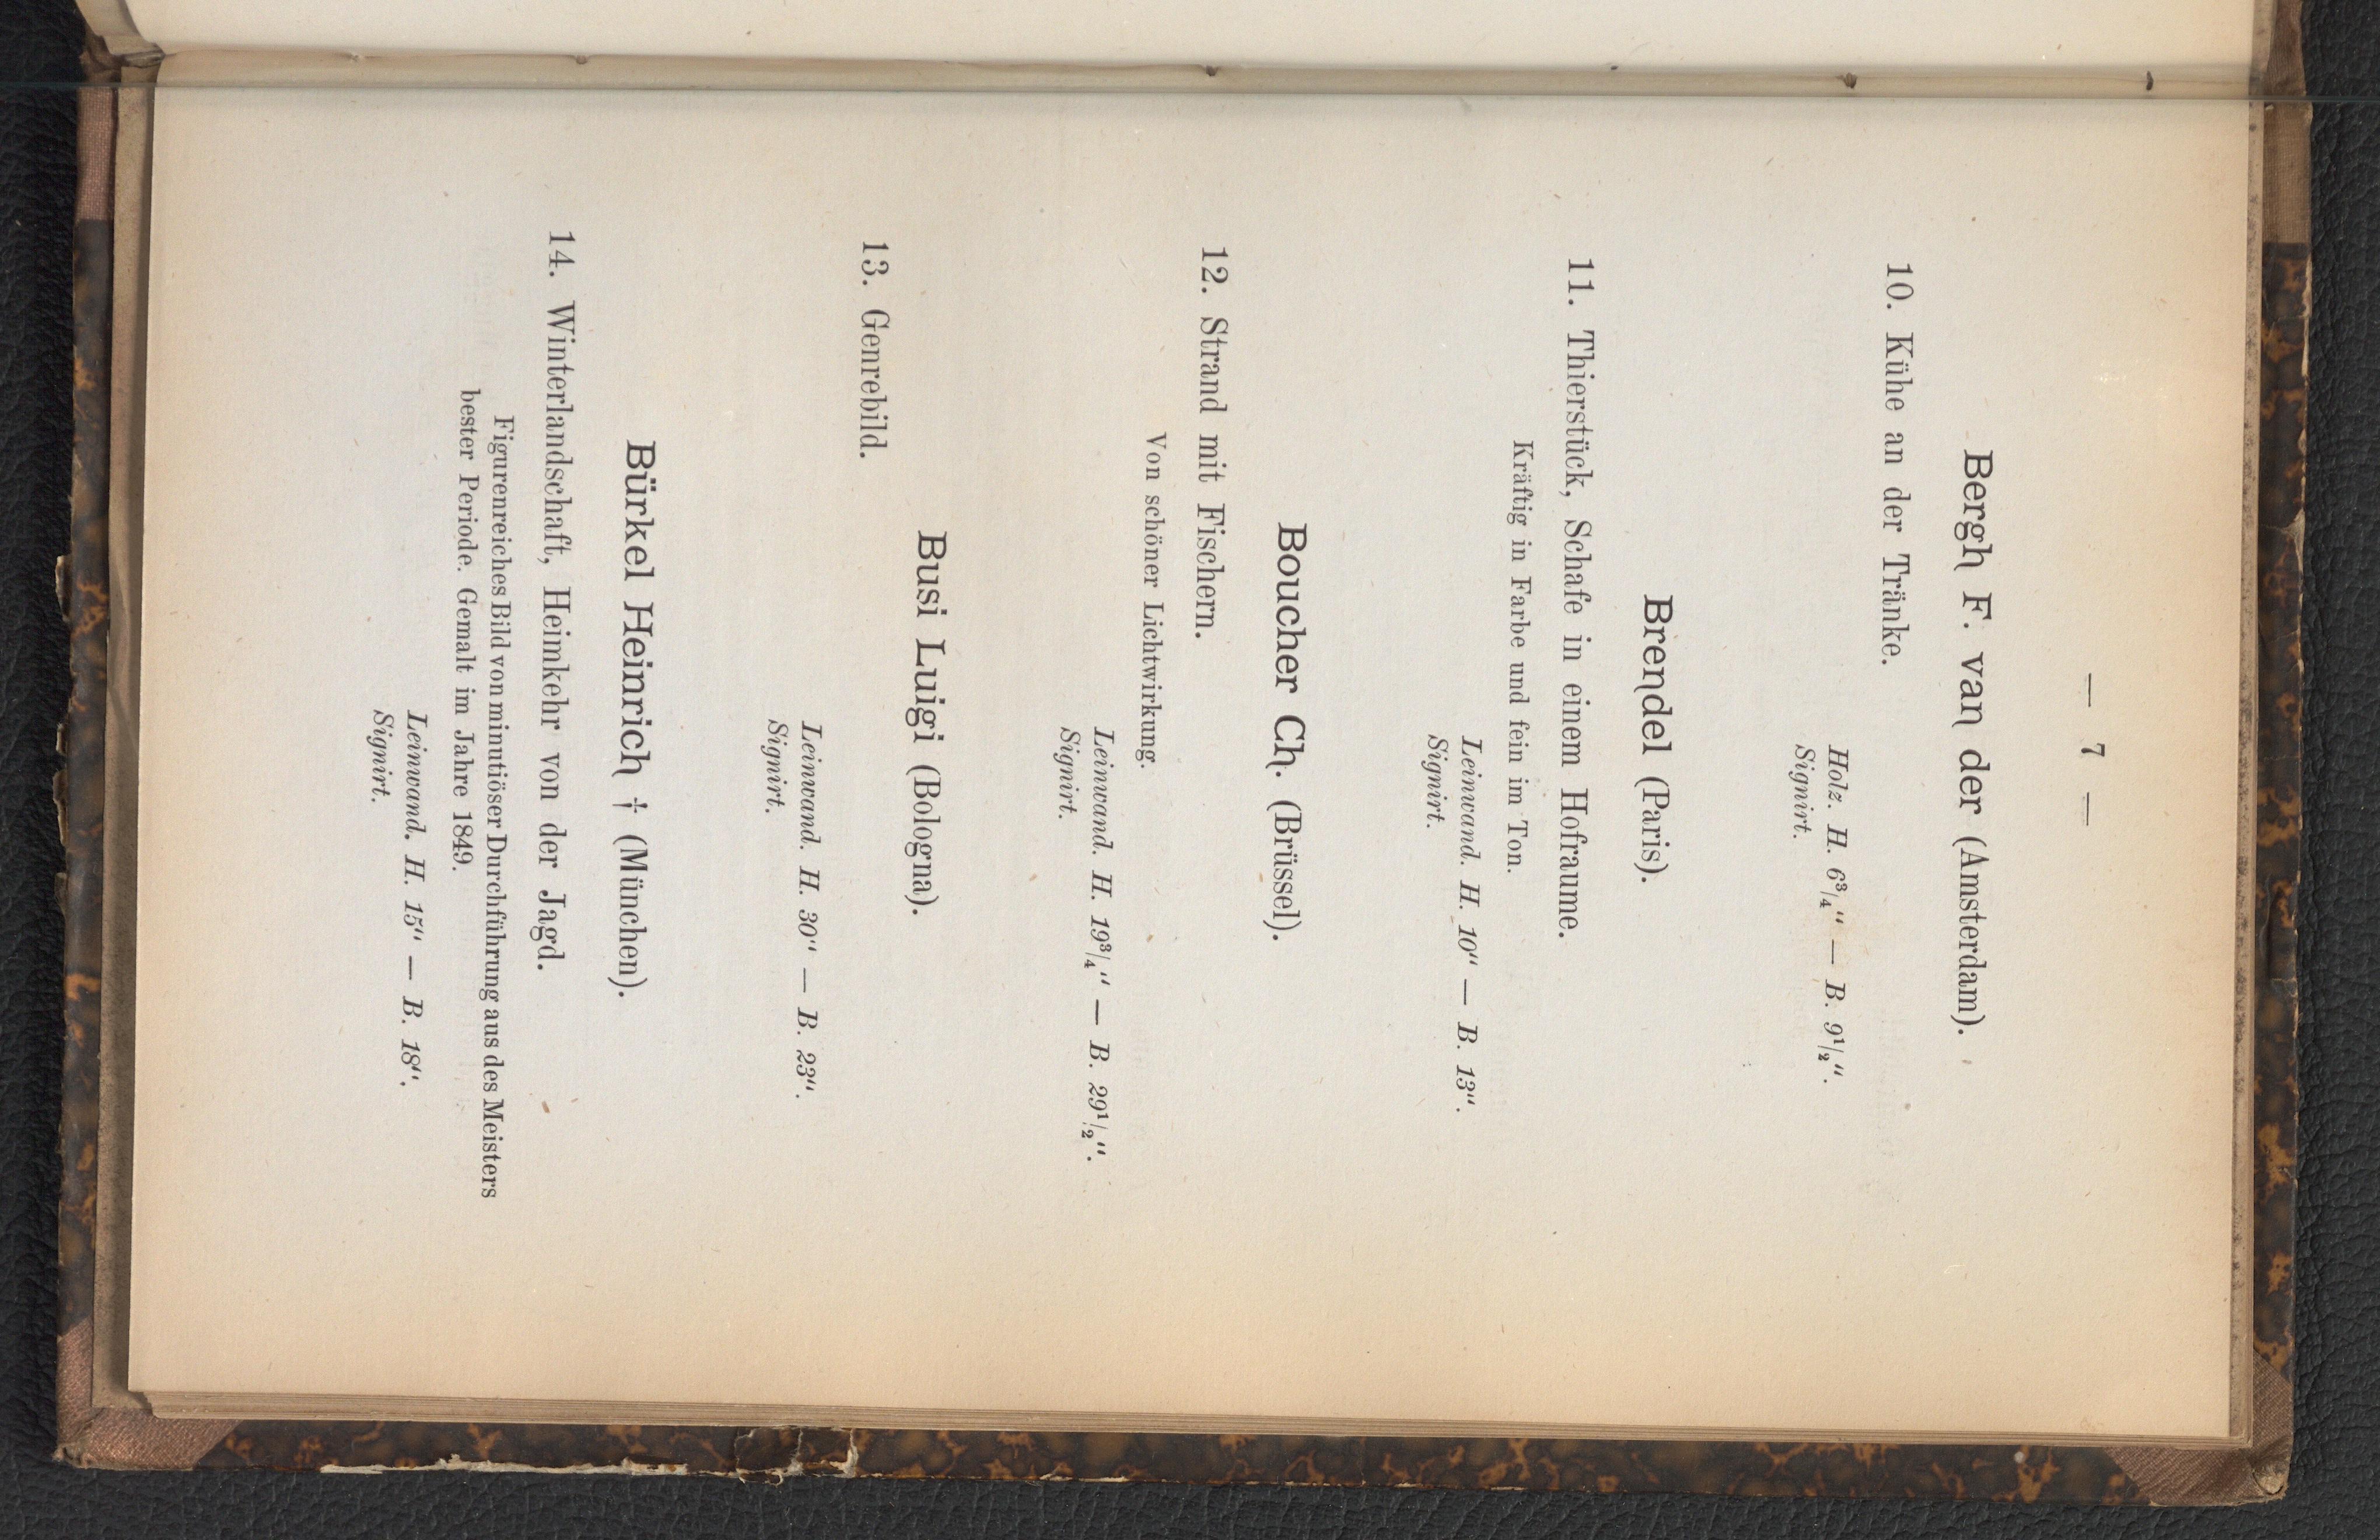 — 7 —
Bergh F. van der (Amsterdam).
10. Kühe an der Tränke.
Holz. H. 6³/₄“ — B. 9¹/₂“.
Signirt.
Brendel (Paris).
11. Thierstück, Schafe in einem Hofraume.
Kräftig in Farbe und fein im Ton.
Leinwand. H. 10“ — B. 13“.
Signirt.
Boucher Ch. (Brüssel).
12. Strand mit Fischern.
Von schöner Lichtwirkung.
Leinwand. H. 19³/₄“ — B. 29¹/₂“.
Signirt.
Busi Luigi (Bologna).
13. Genrebild.
Leinwand. H. 30“ — B. 23“.
Signirt.
Bürkel Heinrich † (München).
14. Winterlandschaft, Heimkehr von der Jagd.
Figurenreiches Bild von minutiöser Durchführung aus des Meisters
bester Periode. Gemalt im Jahre 1849.
Leinwand. H. 15“ — B. 18“.
Signirt.